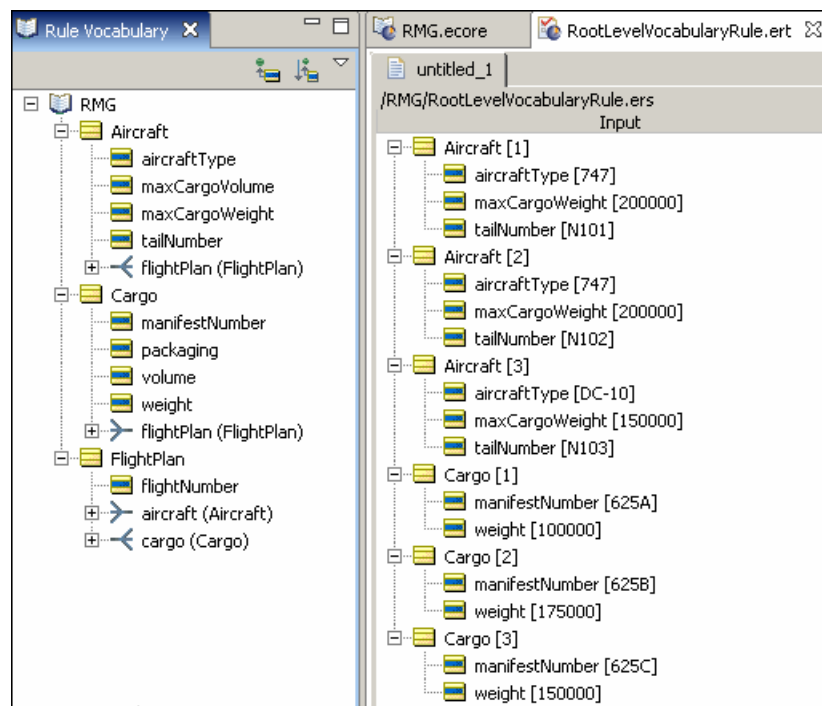 Rule Vocabulary
RMG
Aircraft
aircraftType
maxCargoVolume
maxCargoWeight
tailNumber
flightPlan (FlightPlan)
Cargo
manifestNumber
packaging
volume
weight
flightPlan (FlightPlan)
FlightPlan
flightNumber
aircraft (Aircraft)
cargo (Cargo)
RMG.ecore
RootLevelVocabularyRule.ert
untitled_1
/RMG/RootLevelVocabularyRule.ers
Input
Aircraft [1]
aircraftType [747]
maxCargoWeight [200000]
tailNumber [N101]
Aircraft [2]
aircraftType [747]
maxCargoWeight [200000]
tailNumber [N102]
Aircraft [3]
aircraftType [DC-10]
maxCargoWeight [150000]
tailNumber [N103]
Cargo [1]
manifestNumber [625A]
weight [100000]
Cargo [2]
manifestNumber [625B]
weight [175000]
Cargo [3]
manifestNumber [625C]
weight [150000]